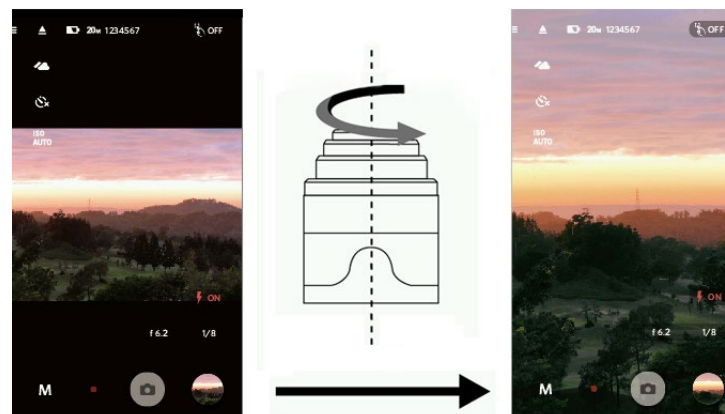 20M 1234567 OFF
ISO
AUTO
ON
f 6.2 1/8
M
20M 1234567 OFF
ISO
AUTO
ON
f 6.2 1/8
M